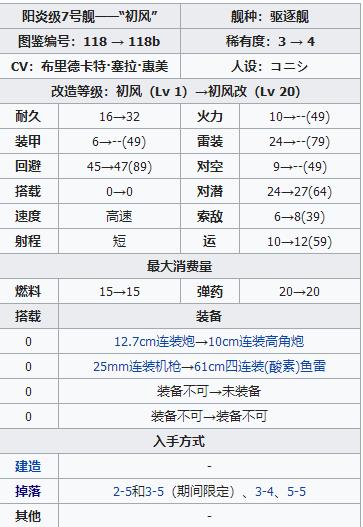 阳炎级7号舰——“初风” 舰种：驱逐舰
图鉴编号：118 → 118b 稀有度：3 → 4
CV：布里德卡特·塞拉·惠美 人设：コニシ
改造等级：初风（Lv 1）→初风改（Lv 20）
耐久 16→32 火力 10→--(49)
装甲 6→--(49) 雷装 24→--(79)
回避 45→47(89) 对空 9→--(49)
搭载 0→0 对潜 24→27(64)
速度 高速 索敌 6→8(39)
射程 短 运 10→12(59)
最大消费量
燃料 15→15 弹药 20→20
搭载 装备
0 12.7cm连装炮→10cm连装高角炮
0 25mm连装机枪→61cm四连装(酸素)鱼雷
0 装备不可→未装备
0 装备不可→装备不可
入手方式
建造 -
掉落 2-5和3-5（期间限定）、3-4、5-5
其他 -